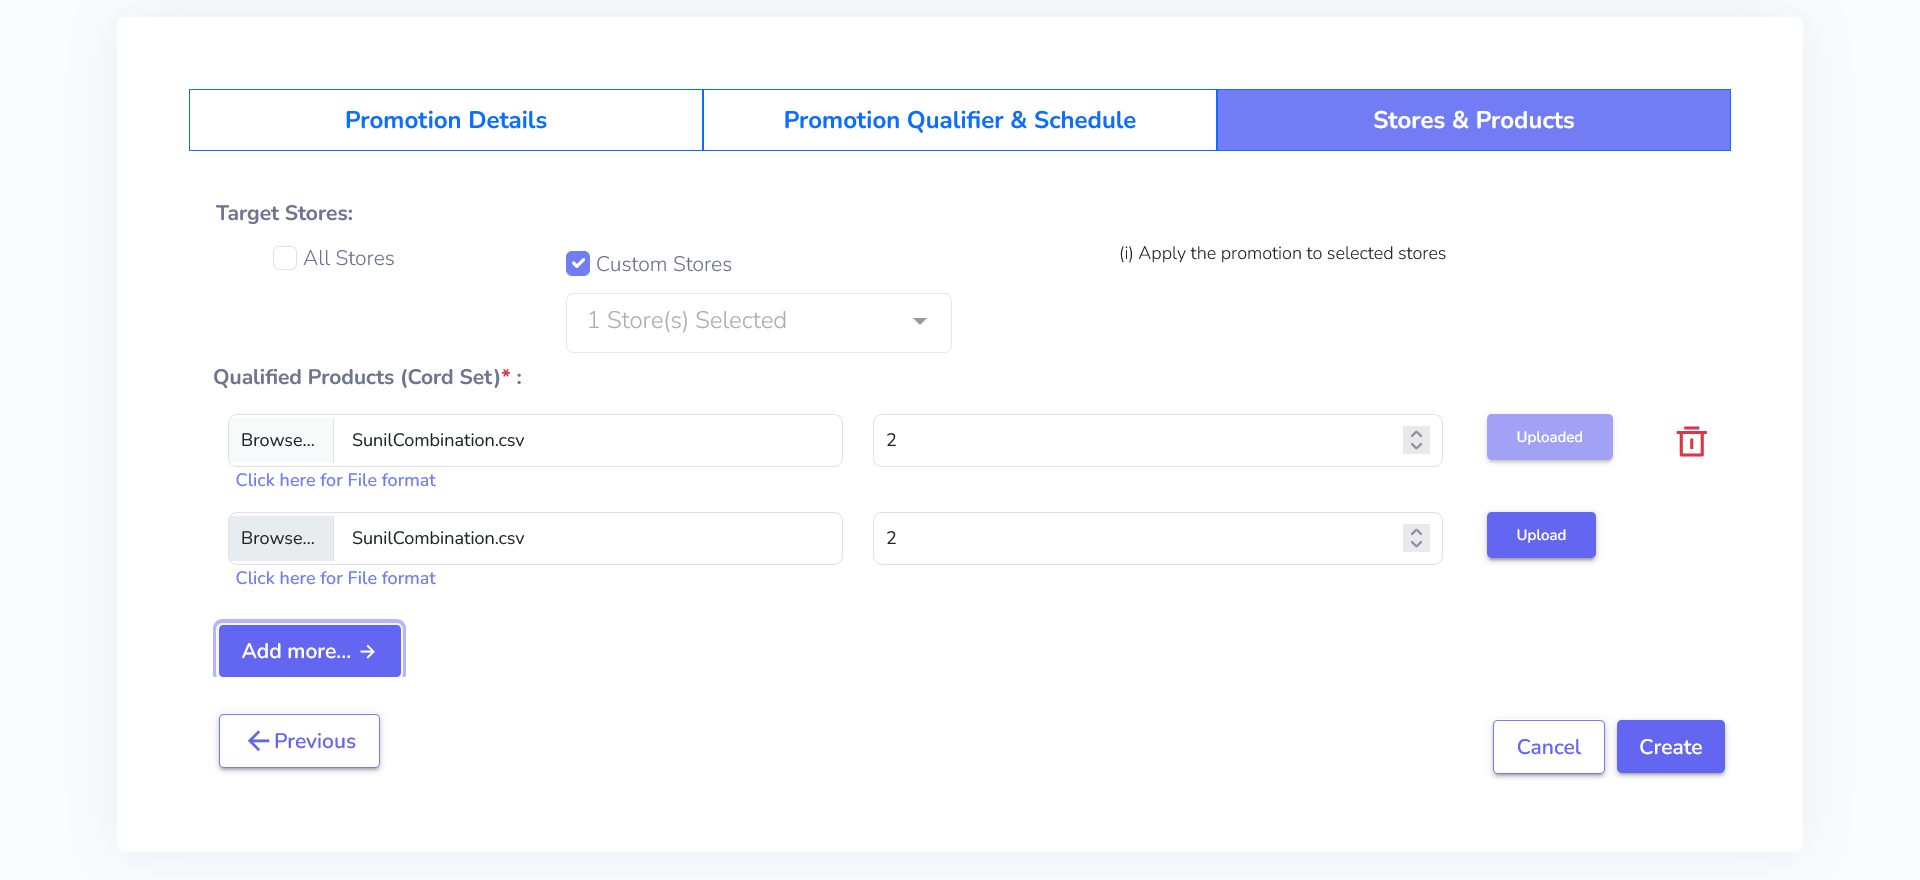 Promotion Details
Promotion Qualifier & Schedule
Stores & Products
Target Stores:
All Stores
Custom Stores
(i) Apply the promotion to selected stores
1 Store(s) Selected
Qualified Products (Cord Set)* :
Browse... SunilCombination.csv
2
Uploaded
Click here for File format
Browse... SunilCombination.csv
2
Upload
Click here for File format
Add more...
Previous
Cancel
Create